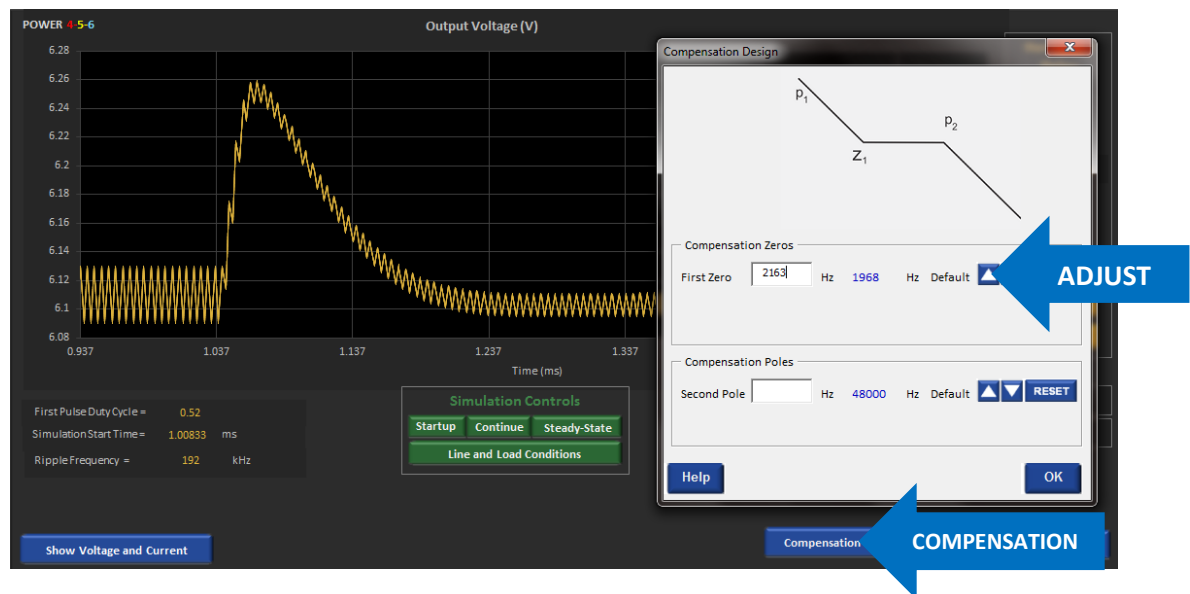 POWER 4-5-6
Output Voltage (V)
6.28
6.26
6.24
6.22
6.2
6.18
6.16
6.14
6.12
6.1
6.08
0.937 1.037 1.137 1.237 1.337
Time (ms)
First Pulse Duty Cycle = 0.52
Simulation Start Time = 1.00833 ms
Ripple Frequency = 192 kHz
Simulation Controls
Startup Continue Steady-State
Line and Load Conditions
Show Voltage and Current
Compensation Design
x
p1
Z1
p2
Compensation Zeros
First Zero 2163 Hz 1968 Hz Default
ADJUST
Compensation Poles
Second Pole Hz 48000 Hz Default RESET
Help OK
Compensation
COMPENSATION